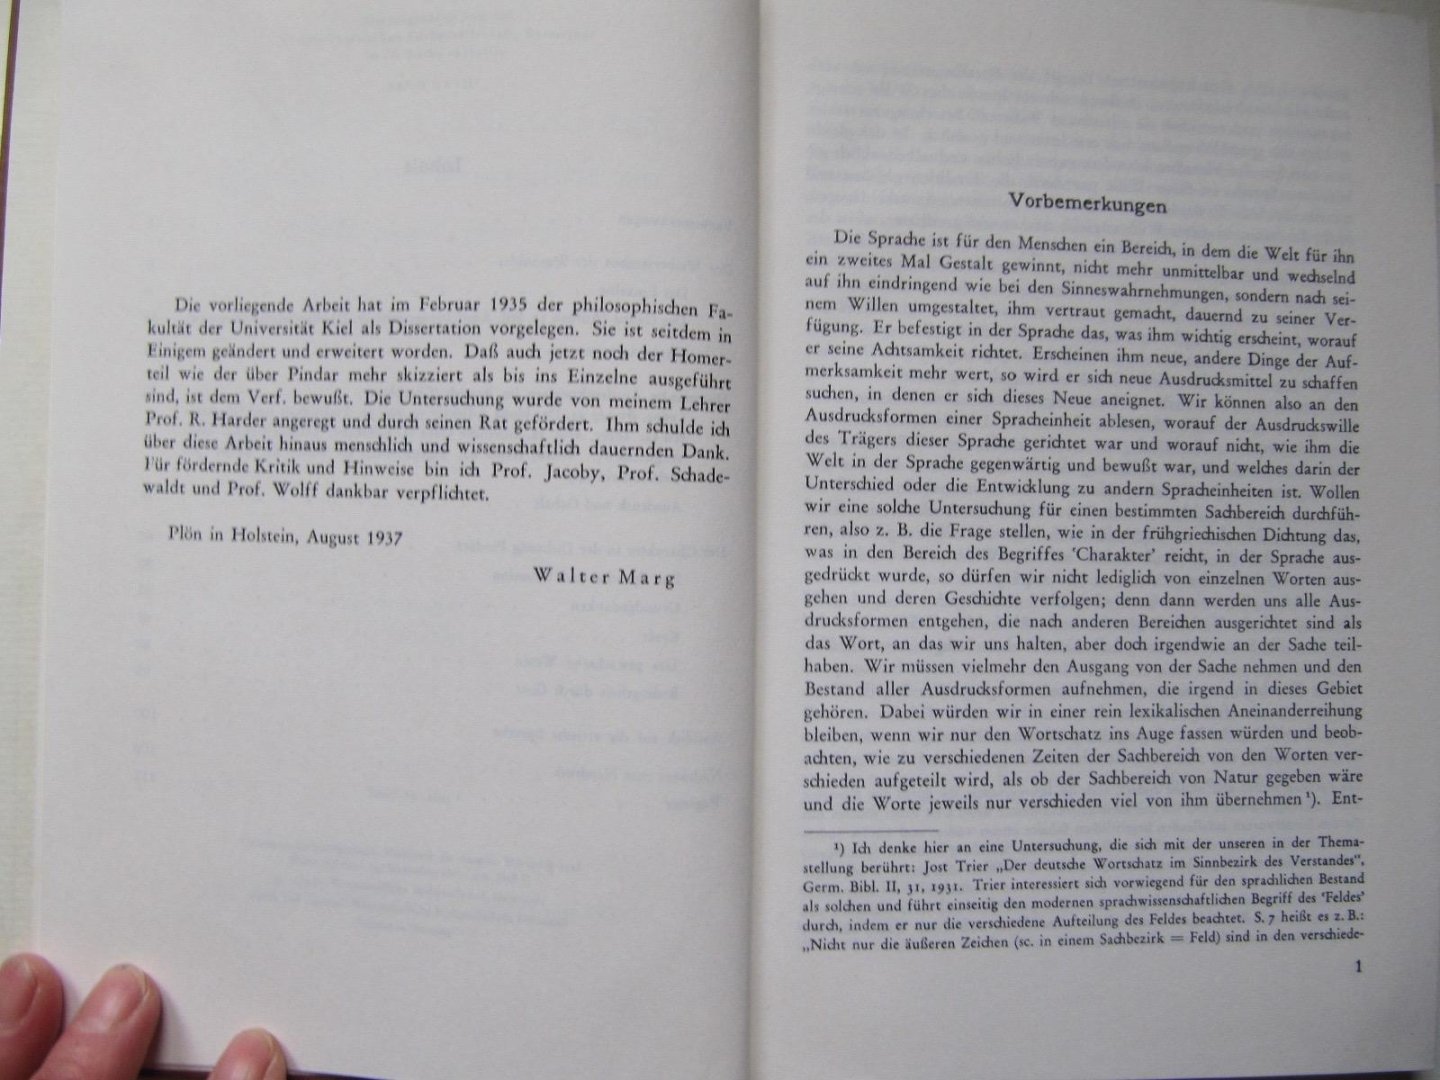 Die vorliegende Arbeit hat im Februar 1935 der philosophischen Fa-
kultät der Universität Kiel als Dissertation vorgelegen. Sie ist seitdem in
Einigem geändert und erweitert worden. Daß auch jetzt noch der Homer-
teil wie der über Pindar mehr skizziert als bis ins Einzelne ausgeführt
sind, ist dem Verf. bewußt. Die Untersuchung wurde von meinem Lehrer
Prof. R. Harder angeregt und durch seinen Rat gefördert. Ihm schulde ich
über diese Arbeit hinaus menschlich und wissenschaftlich dauernden Dank.
Für fördernde Kritik und Hinweise bin ich Prof. Jacoby, Prof. Schade-
waldt und Prof. Wolff dankbar verpflichtet.
Plön in Holstein, August 1937
Walter Marg
Vorbemerkungen
Die Sprache ist für den Menschen ein Bereich, in dem die Welt für ihn
ein zweites Mal Gestalt gewinnt, nicht mehr unmittelbar und wechselnd
auf ihn eindringend wie bei den Sinneswahrnehmungen, sondern nach sei-
nem Willen umgestaltet, ihm vertraut gemacht, dauernd zu seiner Ver-
fügung. Er befestigt in der Sprache das, was ihm wichtig erscheint, worauf
er seine Achtsamkeit richtet. Erscheinen ihm neue, andere Dinge der Auf-
merksamkeit mehr wert, so wird er sich neue Ausdrucksmittel zu schaffen
suchen, in denen er sich dieses Neue aneignet. Wir können also an den
Ausdrucksformen einer Spracheinheit ablesen, worauf der Ausdruckswille
des Trägers dieser Sprache gerichtet war und worauf nicht, wie ihm die
Welt in der Sprache gegenwärtig und bewußt war, und welches darin der
Unterschied oder die Entwicklung zu andern Spracheinheiten ist. Wollen
wir eine solche Untersuchung für einen bestimmten Sachbereich durchfüh-
ren, also z. B. die Frage stellen, wie in der frühgriechischen Dichtung das,
was in den Bereich des Begriffes ‘Charakter’ reicht, in der Sprache aus-
gedrückt wurde, so dürfen wir nicht lediglich von einzelnen Worten aus-
gehen und deren Geschichte verfolgen; denn dann werden uns alle Aus-
drucksformen entgehen, die nach anderen Bereichen ausgerichtet sind als
das Wort, an das wir uns halten, aber doch irgendwie an der Sache teil-
haben. Wir müssen vielmehr den Ausgang von der Sache nehmen und den
Bestand aller Ausdrucksformen aufnehmen, die irgend in dieses Gebiet
gehören. Dabei würden wir in einer rein lexikalischen Aneinanderreihung
bleiben, wenn wir nur den Wortschatz ins Auge fassen würden und beob-
achten, wie zu verschiedenen Zeiten der Sachbereich von den Worten ver-
schieden aufgeteilt wird, als ob der Sachbereich von Natur gegeben wäre
und die Worte jeweils nur verschieden viel von ihm übernehmen¹). Ent-
¹) Ich denke hier an eine Untersuchung, die sich mit der unseren in der Thema-
stellung berührt: Jost Trier „Der deutsche Wortschatz im Sinnbezirk des Verstandes“,
Germ. Bibl. II, 31, 1931. Trier interessiert sich vorwiegend für den sprachlichen Bestand
als solchen und führt einseitig den modernen sprachwissenschaftlichen Begriff des ‘Feldes’
durch, indem er nur die verschiedene Aufteilung des Feldes beachtet. S. 7 heißt es z. B.:
„Nicht nur die äußeren Zeichen (sc. in einem Sachbezirk = Feld) sind in den verschiede-
1